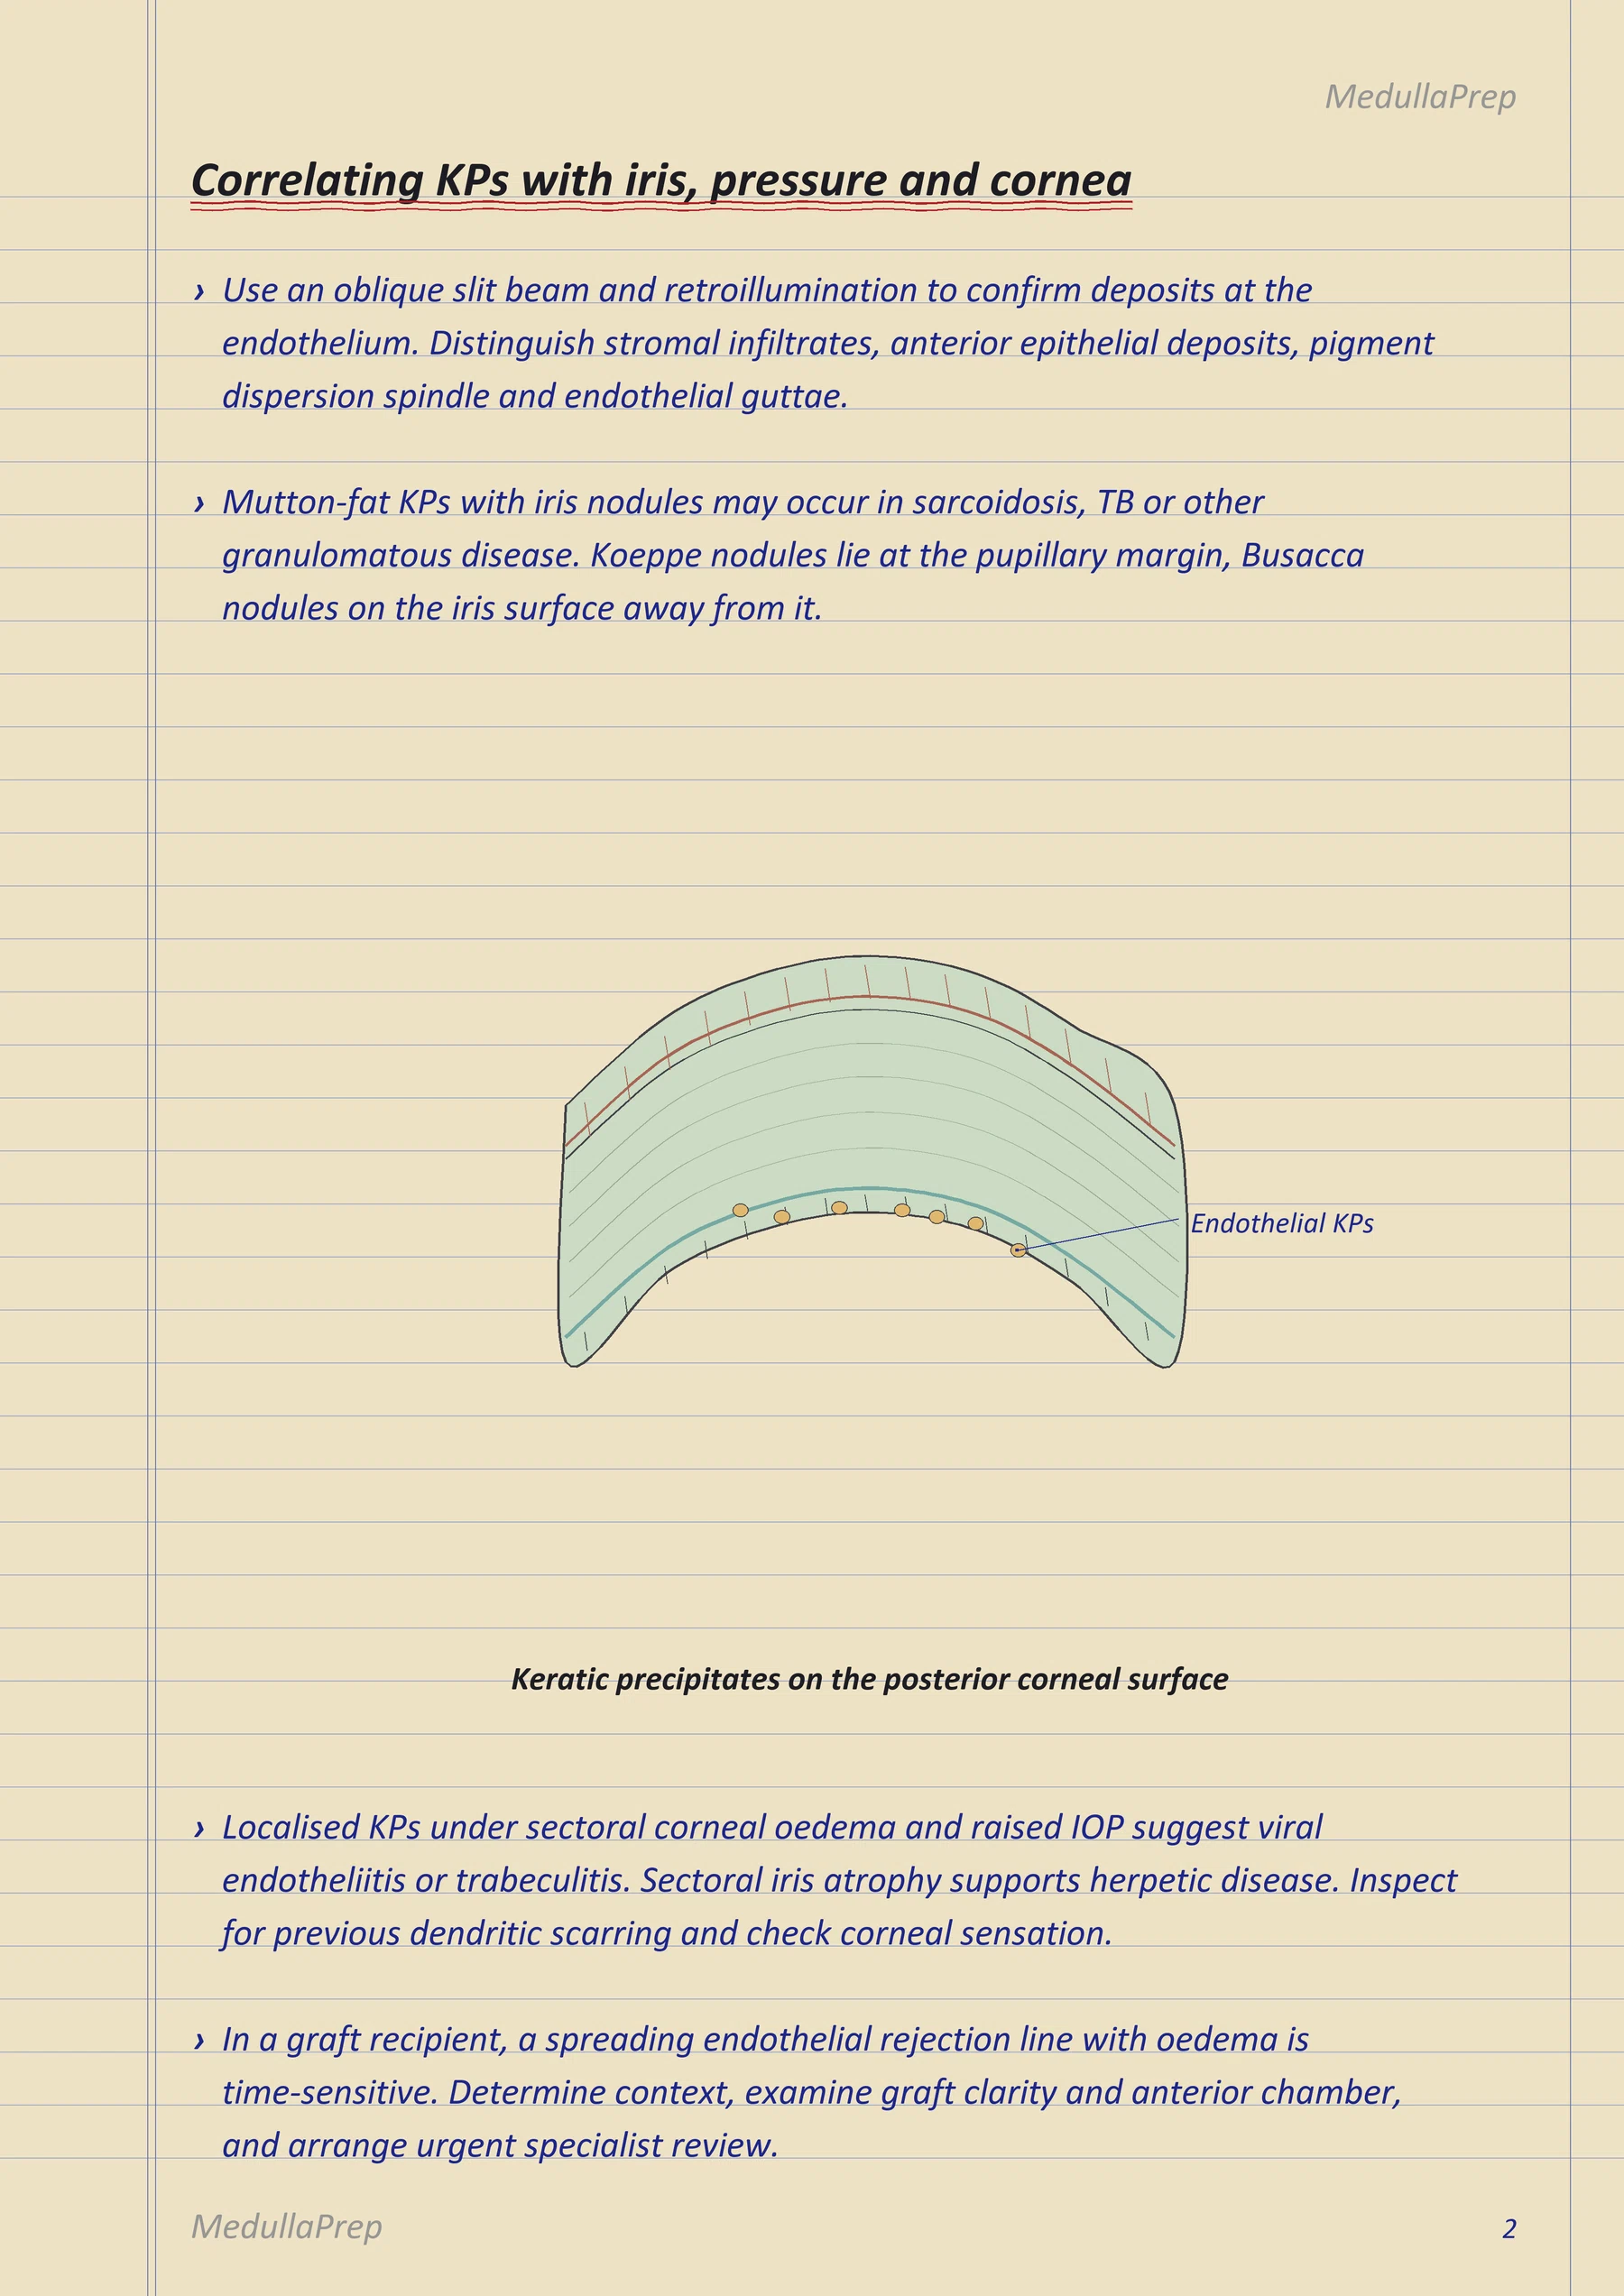 MedullaPrep
Correlating KPs with iris, pressure and cornea
› Use an oblique slit beam and retroillumination to confirm deposits at the
endothelium. Distinguish stromal infiltrates, anterior epithelial deposits, pigment
dispersion spindle and endothelial guttae.
› Mutton-fat KPs with iris nodules may occur in sarcoidosis, TB or other
granulomatous disease. Koeppe nodules lie at the pupillary margin, Busacca
nodules on the iris surface away from it.
Endothelial KPs
Keratic precipitates on the posterior corneal surface
› Localised KPs under sectoral corneal oedema and raised IOP suggest viral
endotheliitis or trabeculitis. Sectoral iris atrophy supports herpetic disease. Inspect
for previous dendritic scarring and check corneal sensation.
› In a graft recipient, a spreading endothelial rejection line with oedema is
time-sensitive. Determine context, examine graft clarity and anterior chamber,
and arrange urgent specialist review.
MedullaPrep
2